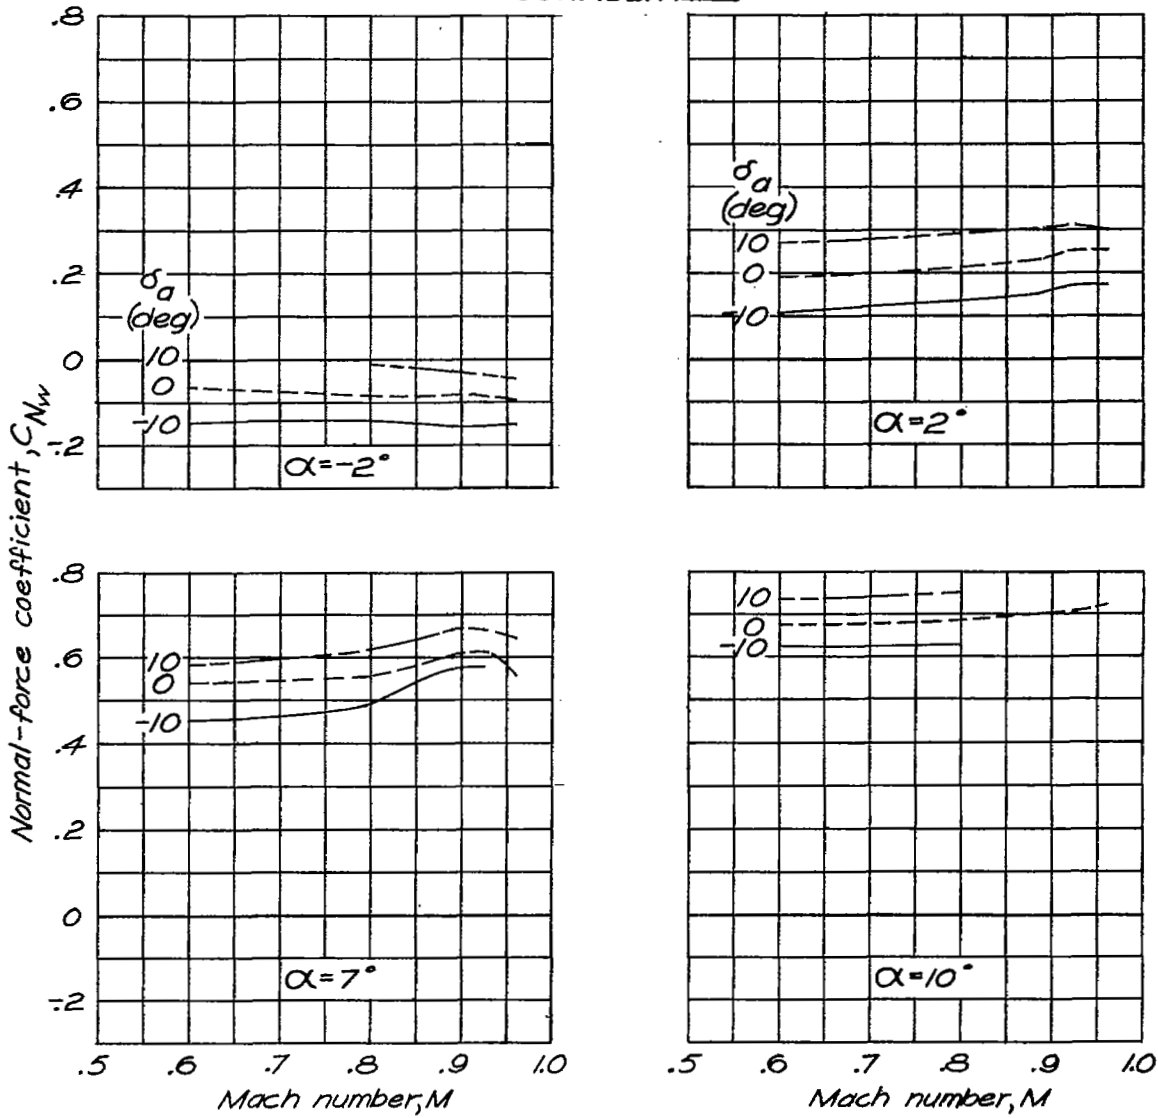 .8
.6
.4
.2
0
-.2
δa
(deg)
10
0
-10
α=-2°
δa
(deg)
10
0
-10
α=2°
Normal-force coefficient, CNw
.8
.6
.4
.2
0
-.2
10
0
-10
α=7°
10
0
-10
α=10°
.5 .6 .7 .8 .9 1.0
Mach number, M
.5 .6 .7 .8 .9 1.0
Mach number, M